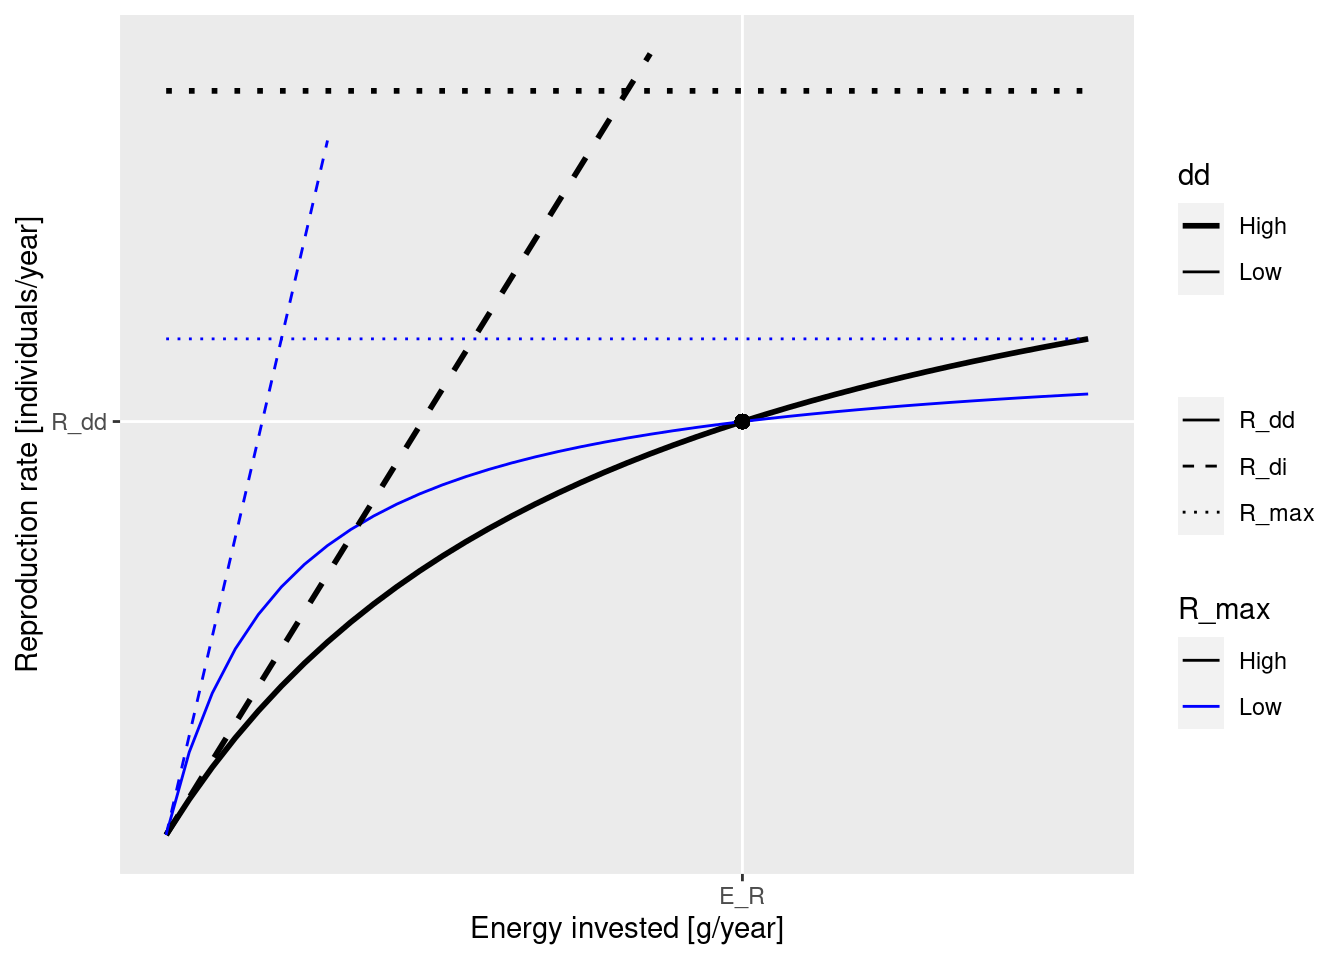 Reproduction rate [individuals/year]
R_dd
E_R
Energy invested [g/year]
dd
High
Low
R_dd
R_di
R_max
R_max
High
Low